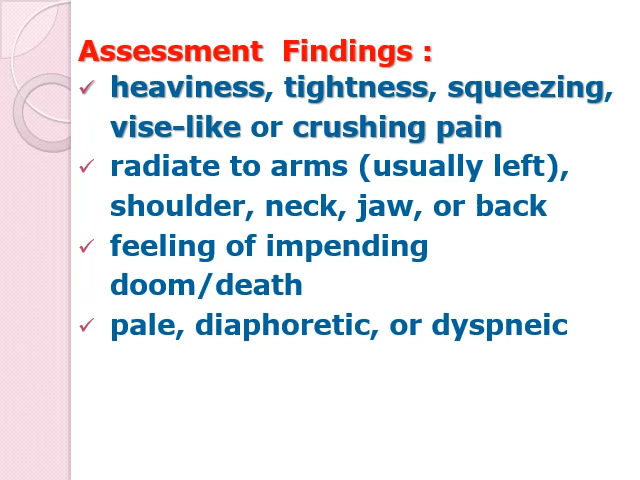 Assessment  Findings :
✓ heaviness, tightness, squeezing,
vise-like or crushing pain
✓ radiate to arms (usually left),
shoulder, neck, jaw, or back
✓ feeling of impending
doom/death
✓ pale, diaphoretic, or dyspneic